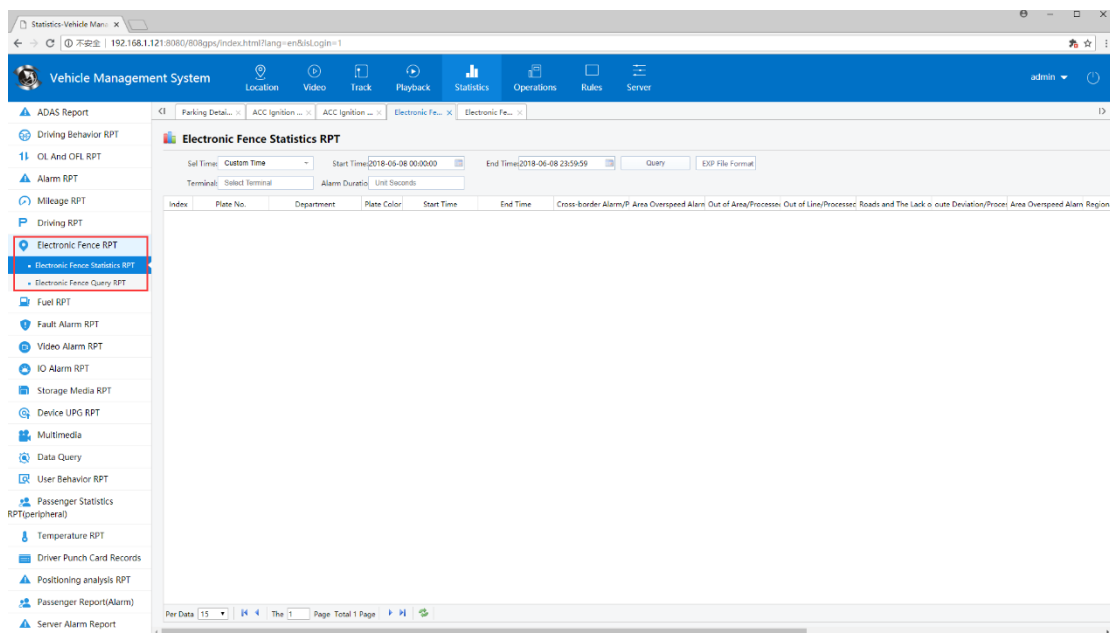 Statistics-Vehicle Mana
不安全 | 192.168.1.121:8080/808gps/index.html?lang=en&isLogin=1
Vehicle Management System
Location Video Track Playback Statistics Operations Rules Server
admin
ADAS Report
Driving Behavior RPT
OL And OFL RPT
Alarm RPT
Mileage RPT
Driving RPT
Electronic Fence RPT
Electronic Fence Statistics RPT
Electronic Fence Query RPT
Fuel RPT
Fault Alarm RPT
Video Alarm RPT
IO Alarm RPT
Storage Media RPT
Device UPG RPT
Multimedia
Data Query
User Behavior RPT
Passenger Statistics
RPT(peripheral)
Temperature RPT
Driver Punch Card Records
Positioning analysis RPT
Passenger Report(Alarm)
Server Alarm Report
Parking Detai... ACC Ignition ... ACC Ignition ... Electronic Fe... Electronic Fe...
Electronic Fence Statistics RPT
Sel Time: Custom Time Start Time: 2018-06-08 00:00:00 End Time: 2018-06-08 23:59:59 Query EXP File Format
Terminal: Select Terminal Alarm Duratio Unit Seconds
Index Plate No. Department Plate Color Start Time End Time Cross-border Alarm/P Area Overspeed Alarm Out of Area/Processe Out of Line/Processed Roads and The Lack o oute Deviation/Proces Area Overspeed Alarm Region
Per Data 15 The 1 Page Total 1 Page